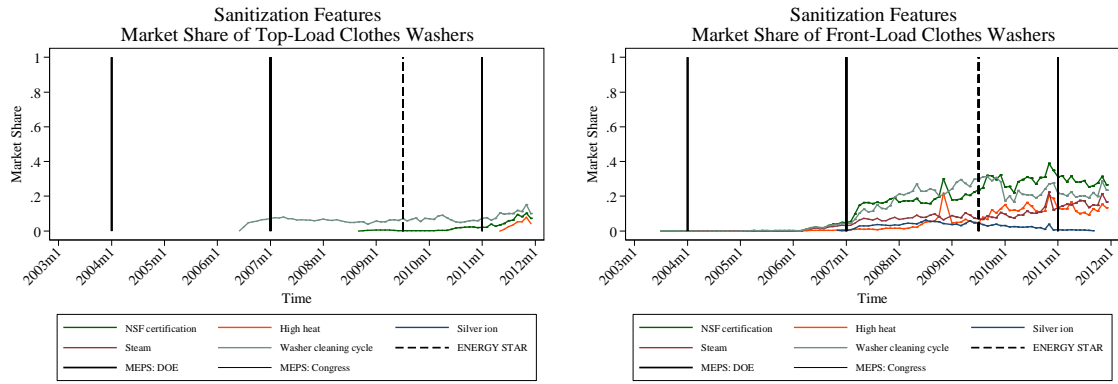 Sanitization Features
Market Share of Top-Load Clothes Washers
Market Share
1
.8
.6
.4
.2
0
2003m1
2004m1
2005m1
2006m1
2007m1
2008m1
2009m1
2010m1
2011m1
2012m1
Time
NSF certification
High heat
Silver ion
Steam
Washer cleaning cycle
ENERGY STAR
MEPS: DOE
MEPS: Congress
Sanitization Features
Market Share of Front-Load Clothes Washers
Market Share
1
.8
.6
.4
.2
0
2003m1
2004m1
2005m1
2006m1
2007m1
2008m1
2009m1
2010m1
2011m1
2012m1
Time
NSF certification
High heat
Silver ion
Steam
Washer cleaning cycle
ENERGY STAR
MEPS: DOE
MEPS: Congress